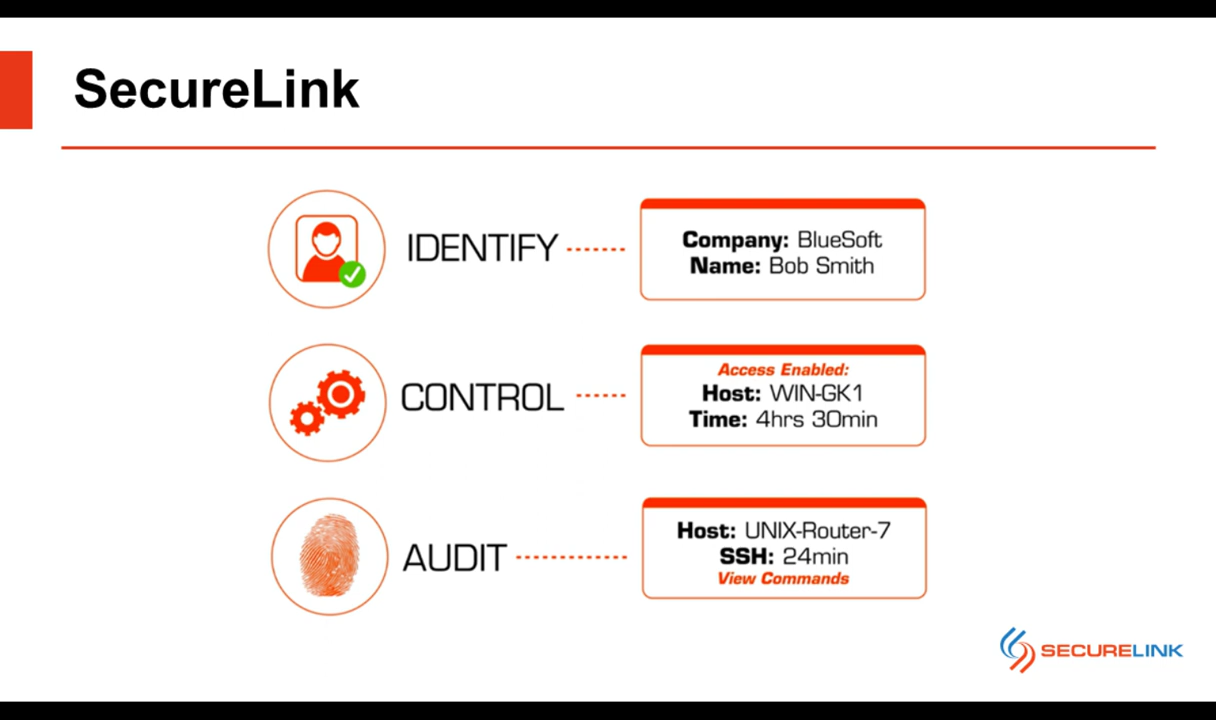 SecureLink
IDENTIFY
Company: BlueSoft
Name: Bob Smith
CONTROL
Access Enabled:
Host: WIN-GK1
Time: 4hrs 30min
AUDIT
Host: UNIX-Router-7
SSH: 24min
View Commands
SECURELINK